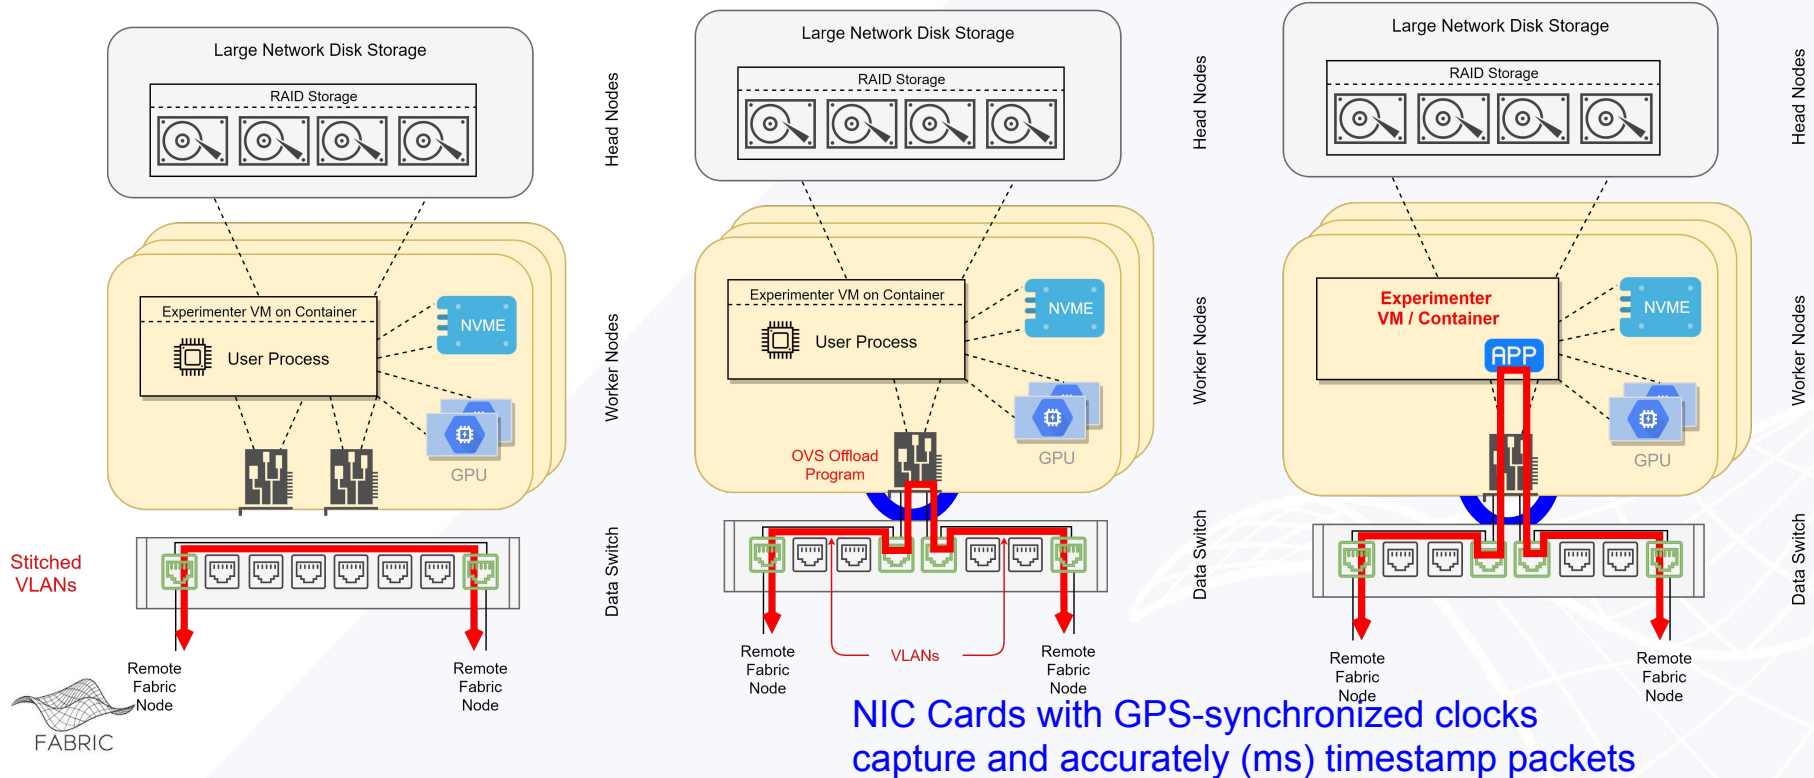 Large Network Disk Storage
RAID Storage
Head Nodes
Experimenter VM on Container
User Process
NVME
GPU
Worker Nodes
Stitched
VLANs
Data Switch
Remote
Fabric
Node
Remote
Fabric
Node
FABRIC
Large Network Disk Storage
RAID Storage
Head Nodes
Experimenter VM on Container
User Process
NVME
GPU
OVS Offload
Program
Worker Nodes
Data Switch
Remote
Fabric
Node
VLANs
Remote
Fabric
Node
Large Network Disk Storage
RAID Storage
Head Nodes
Experimenter
VM / Container
APP
NVME
GPU
Worker Nodes
Data Switch
Remote
Fabric
Node
Remote
Fabric
Node
NIC Cards with GPS-synchronized clocks
capture and accurately (ms) timestamp packets